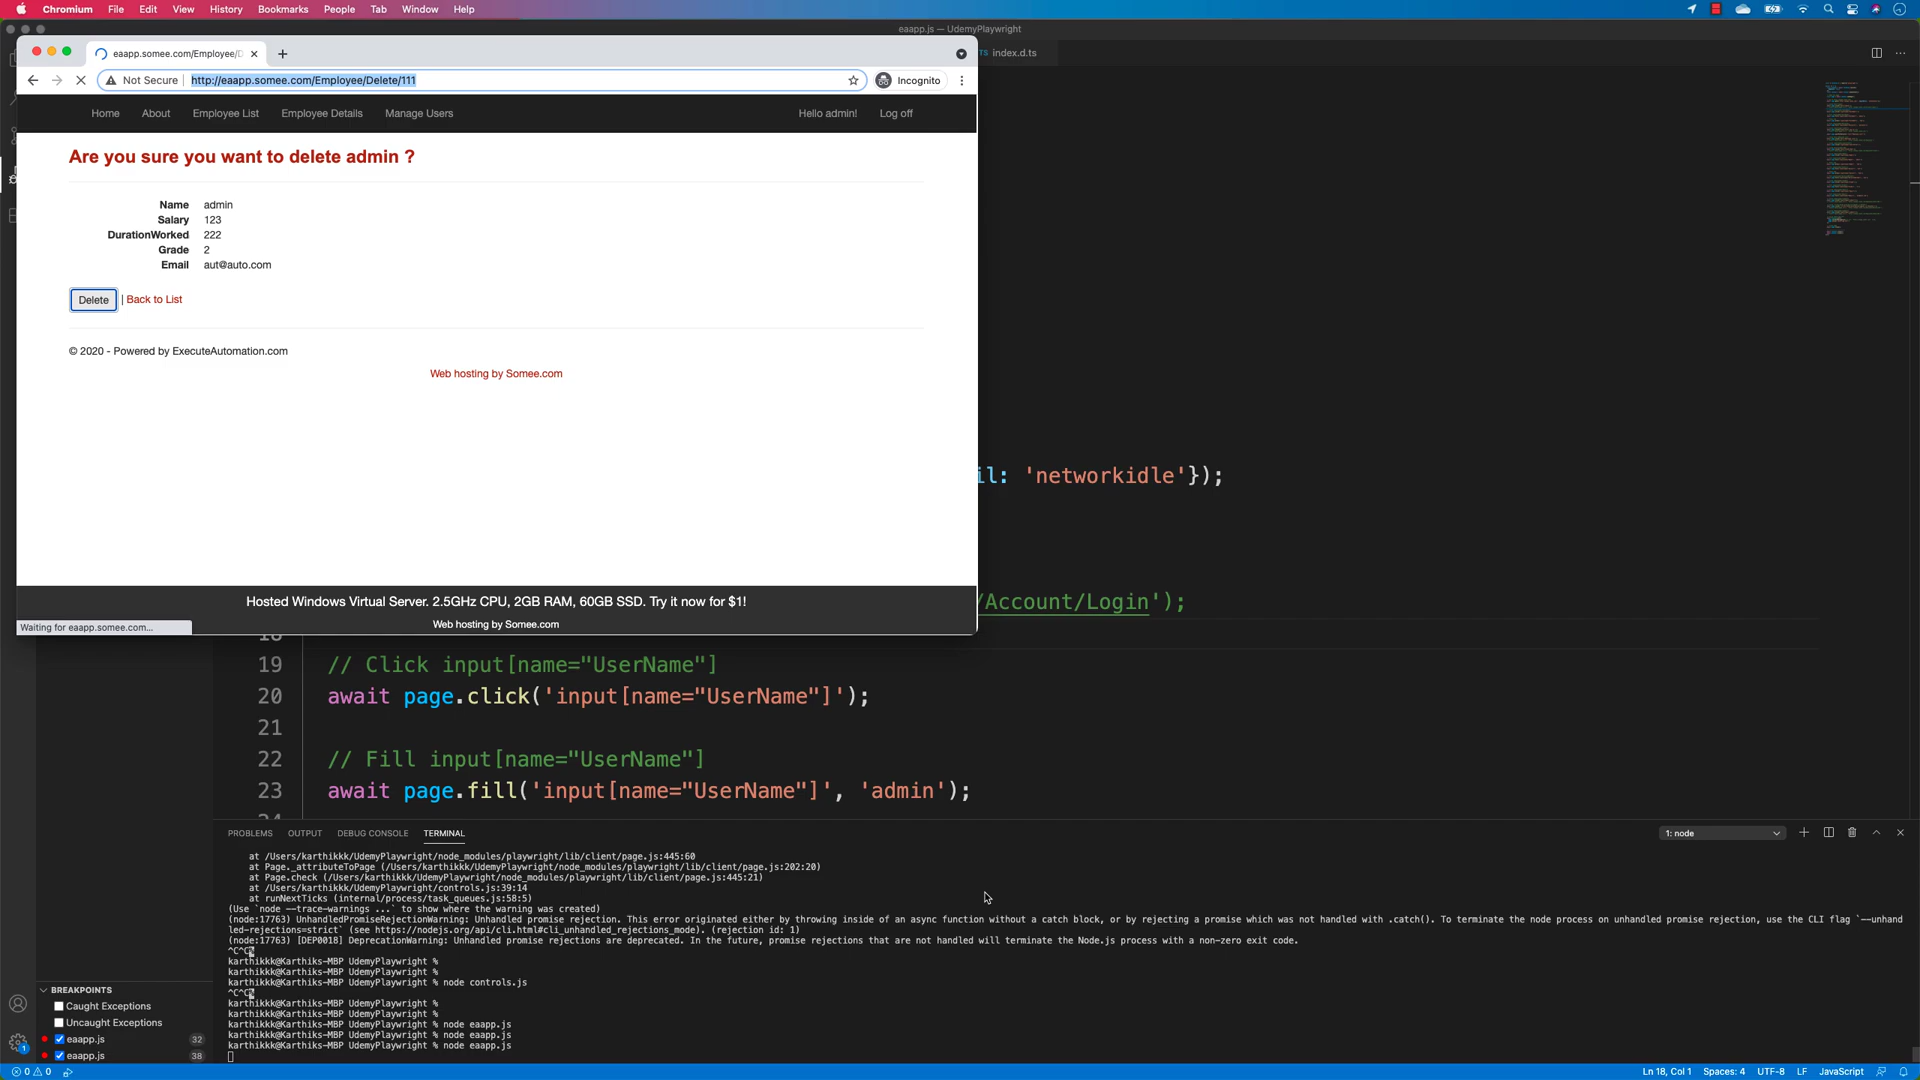 Chromium File Edit View History Bookmarks People Tab Window Help
eaapp.js — UdemyPlaywright
eaapp.somee.com/Employee/D
index.d.ts
Not Secure http://eaapp.somee.com/Employee/Delete/111 Incognito
Home About Employee List Employee Details Manage Users Hello admin! Log off
Are you sure you want to delete admin ?
Name admin
Salary 123
DurationWorked 222
Grade 2
Email aut@auto.com
Delete | Back to List
© 2020 - Powered by ExecuteAutomation.com
Web hosting by Somee.com
Hosted Windows Virtual Server. 2.5GHz CPU, 2GB RAM, 60GB SSD. Try it now for $1!
Web hosting by Somee.com
Waiting for eaapp.somee.com...
il: 'networkidle'});
/Account/Login');
18
19 // Click input[name="UserName"]
20 await page.click('input[name="UserName"]');
21
22 // Fill input[name="UserName"]
23 await page.fill('input[name="UserName"]', 'admin');
24
PROBLEMS OUTPUT DEBUG CONSOLE TERMINAL 1: node
at /Users/karthikkk/UdemyPlaywright/node_modules/playwright/lib/client/page.js:445:60
at Page._attributeToPage (/Users/karthikkk/UdemyPlaywright/node_modules/playwright/lib/client/page.js:202:20)
at Page.check (/Users/karthikkk/UdemyPlaywright/node_modules/playwright/lib/client/page.js:445:21)
at /Users/karthikkk/UdemyPlaywright/controls.js:39:14
at runNextTicks (internal/process/task_queues.js:58:5)
(Use `node --trace-warnings ...` to show where the warning was created)
(node:17763) UnhandledPromiseRejectionWarning: Unhandled promise rejection. This error originated either by throwing inside of an async function without a catch block, or by rejecting a promise which was not handled with .catch(). To terminate the node process on unhandled promise rejection, use the CLI flag `--unhand
led-rejections=strict` (see https://nodejs.org/api/cli.html#cli_unhandled_rejections_mode). (rejection id: 1)
(node:17763) [DEP0018] DeprecationWarning: Unhandled promise rejections are deprecated. In the future, promise rejections that are not handled will terminate the Node.js process with a non-zero exit code.
^C^C%
karthikkk@Karthiks-MBP UdemyPlaywright %
karthikkk@Karthiks-MBP UdemyPlaywright %
karthikkk@Karthiks-MBP UdemyPlaywright % node controls.js
^C^C%
karthikkk@Karthiks-MBP UdemyPlaywright %
karthikkk@Karthiks-MBP UdemyPlaywright %
karthikkk@Karthiks-MBP UdemyPlaywright % node eaapp.js
karthikkk@Karthiks-MBP UdemyPlaywright % node eaapp.js
karthikkk@Karthiks-MBP UdemyPlaywright % node eaapp.js
BREAKPOINTS
Caught Exceptions
Uncaught Exceptions
eaapp.js 32
eaapp.js 38
1
0 0 Ln 18, Col 1 Spaces: 4 UTF-8 LF JavaScript